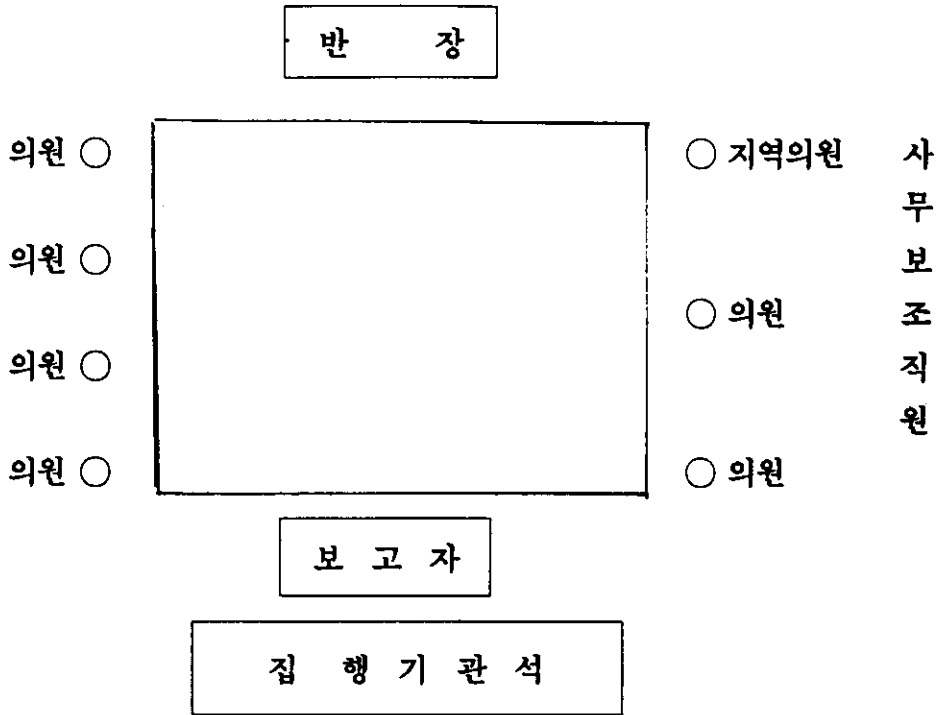 반 장
의원 ○ ○ 지역의원
의원 ○
○ 의원
의원 ○
의원 ○ ○ 의원
사무보조직원
보 고 자
집 행 기 관 석